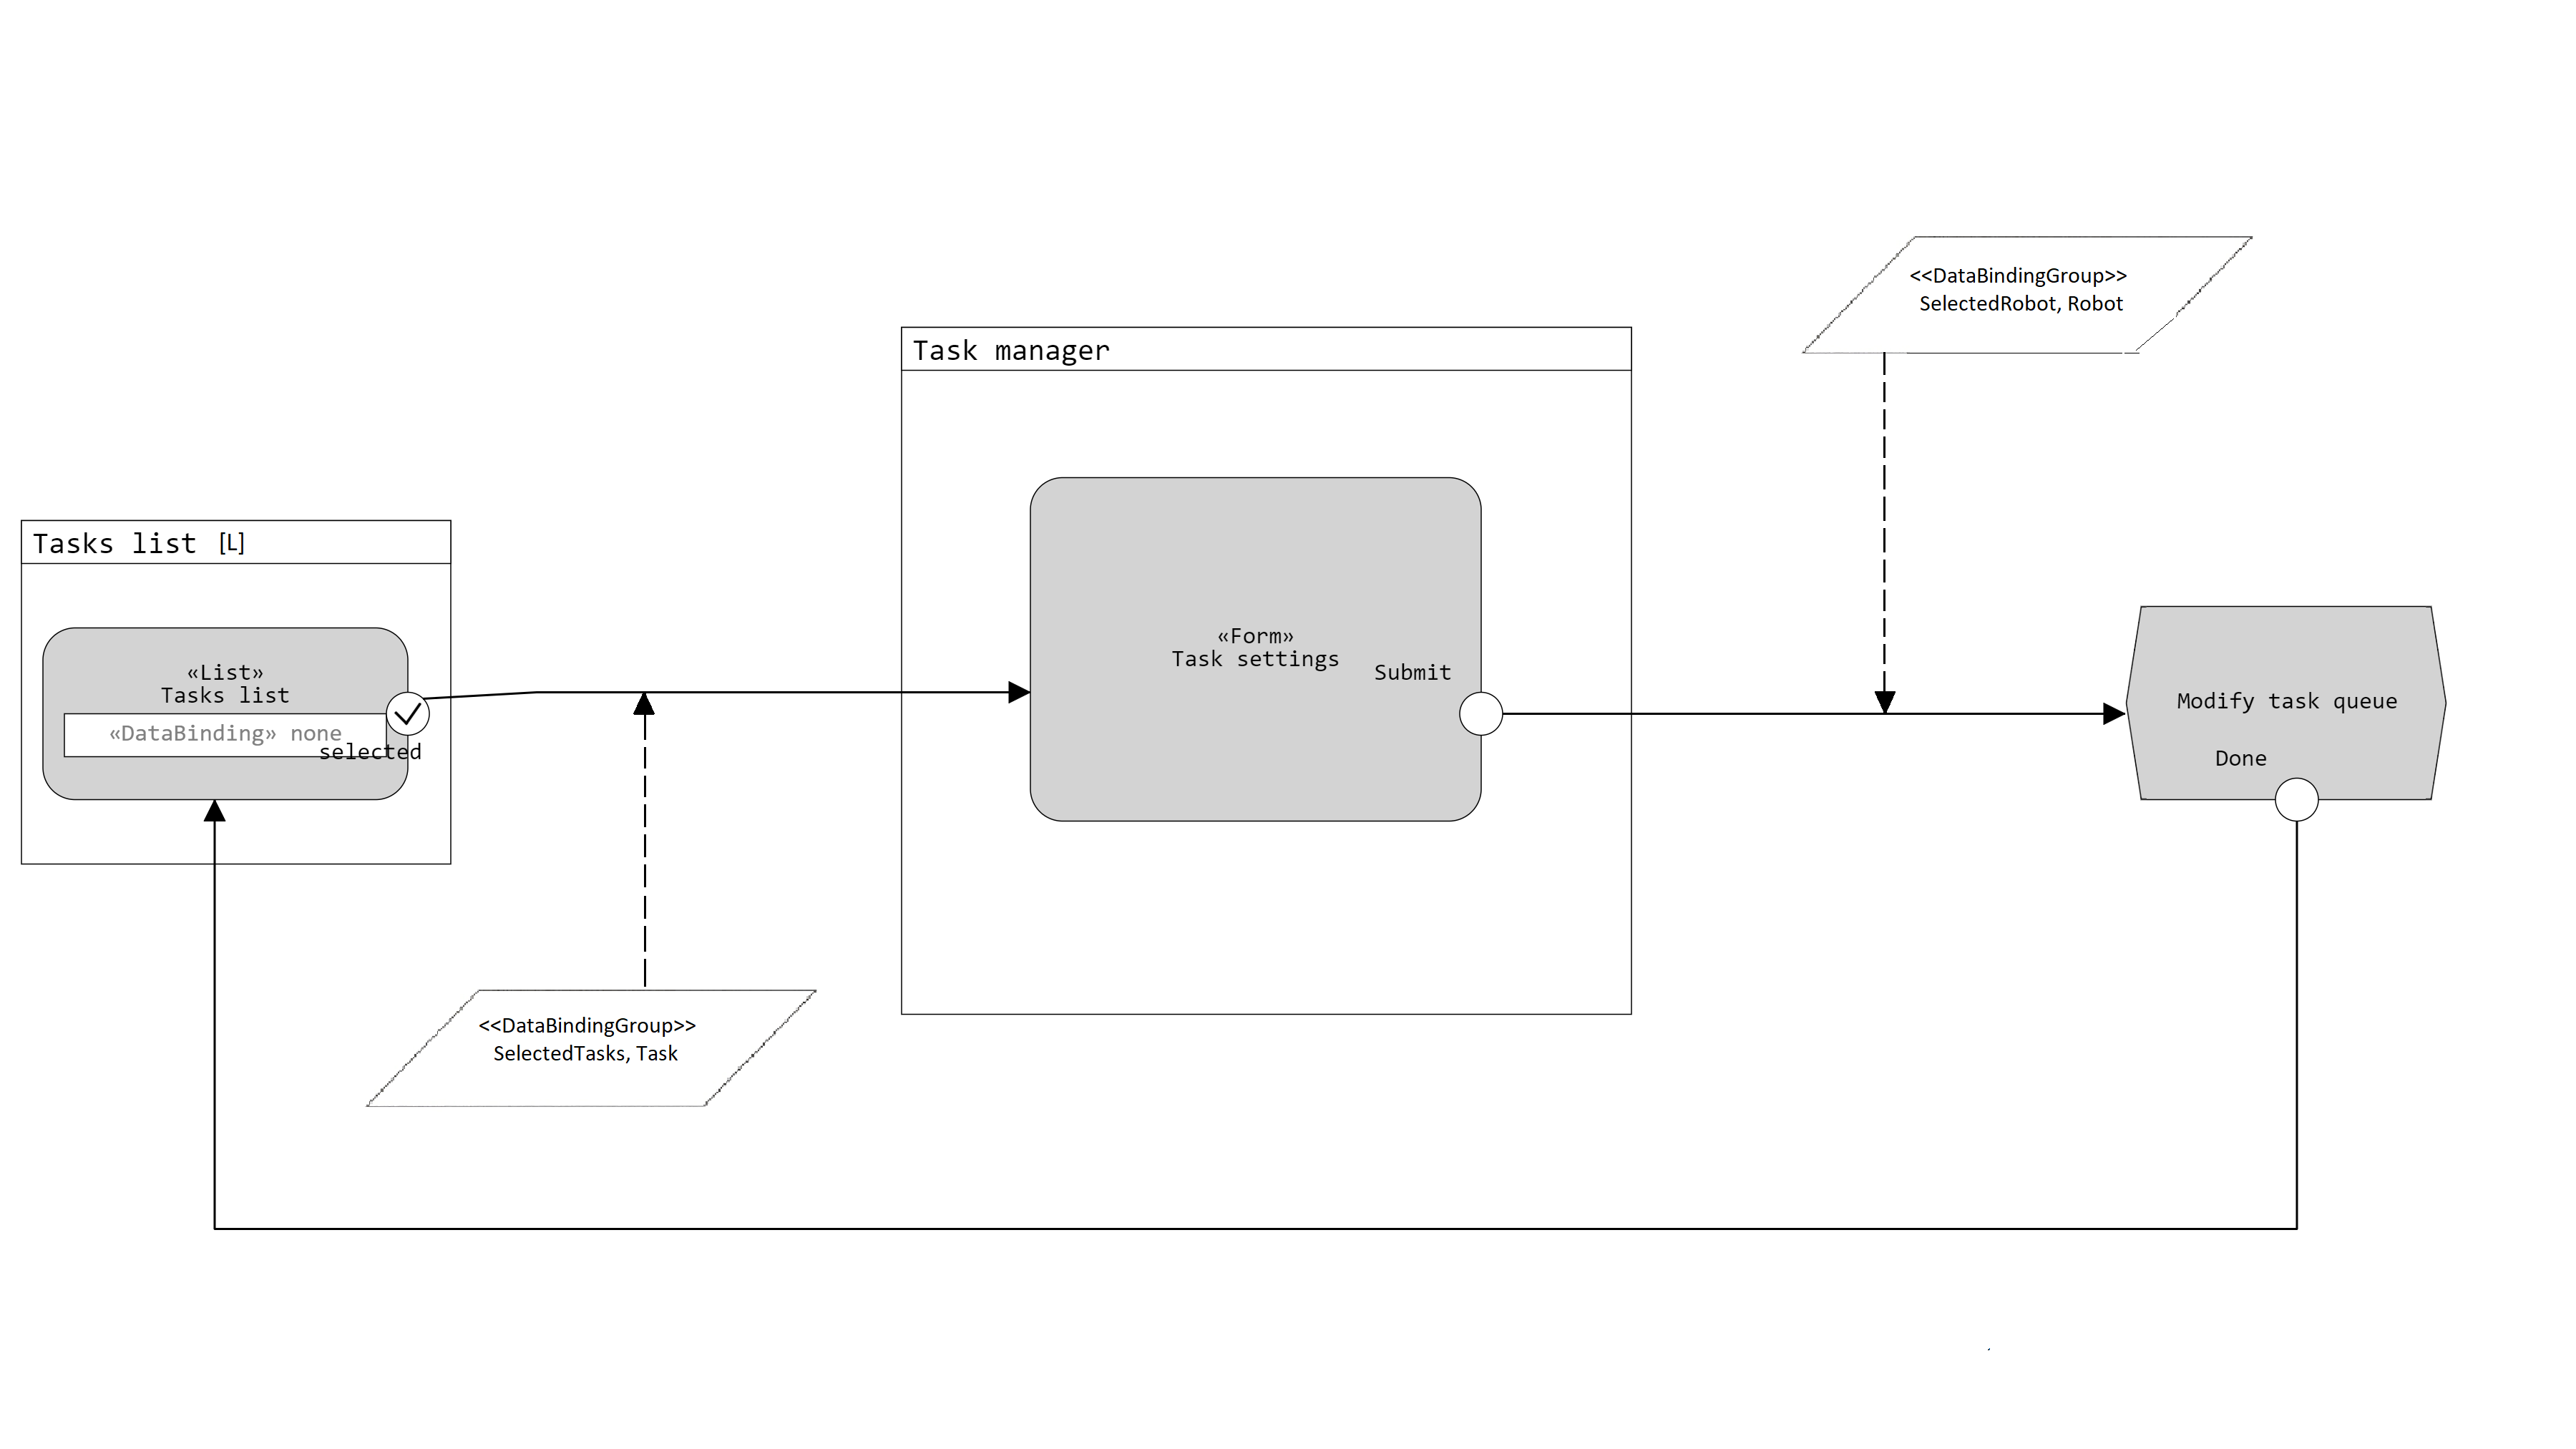 <<DataBindingGroup>>
SelectedRobot, Robot
Task manager
Tasks list [L]
«Form»
Task settings
Submit
«List»
Tasks list
«DataBinding» none
selected
Modify task queue
Done
<<DataBindingGroup>>
SelectedTasks, Task